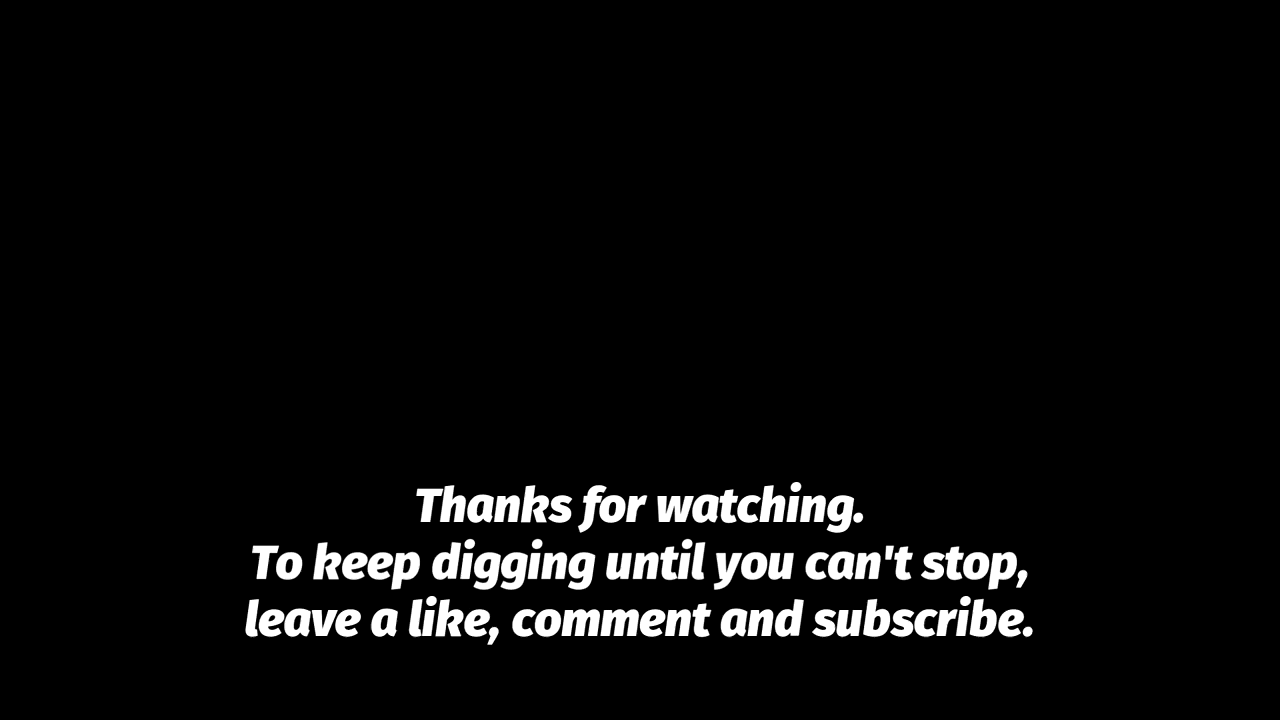 Thanks for watching.
To keep digging until you can't stop,
leave a like, comment and subscribe.